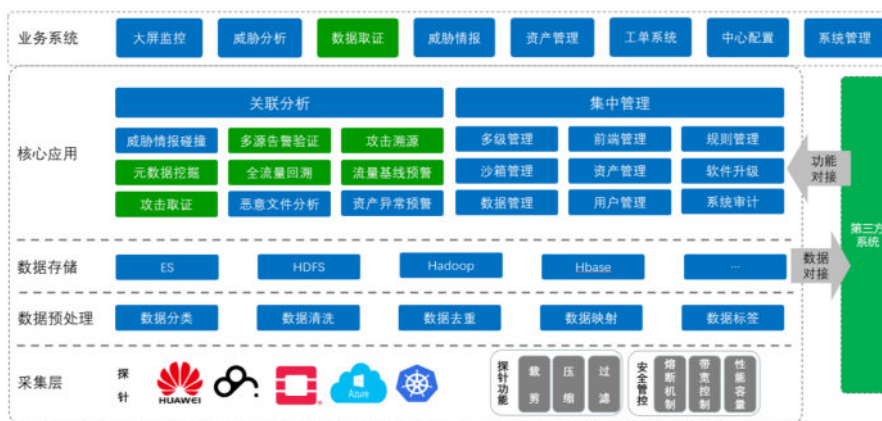 业务系统
大屏监控
威胁分析
数据取证
威胁情报
资产管理
工单系统
中心配置
系统管理
核心应用
关联分析
集中管理
威胁情报碰撞
多源告警验证
攻击溯源
多级管理
前端管理
规则管理
元数据挖掘
全流量回溯
流量基线预警
沙箱管理
资产管理
软件升级
攻击取证
恶意文件分析
资产异常预警
数据管理
用户管理
系统审计
功能
对接
第三方
系统
数据存储
ES
HDFS
Hadoop
Hbase
...
数据
对接
数据预处理
数据分类
数据清洗
数据去重
数据映射
数据标签
采集层
探针
HUAWEI
Azure
探针功能
裁剪
压缩
过滤
安全管控
熔断机制
带宽控制
性能容量